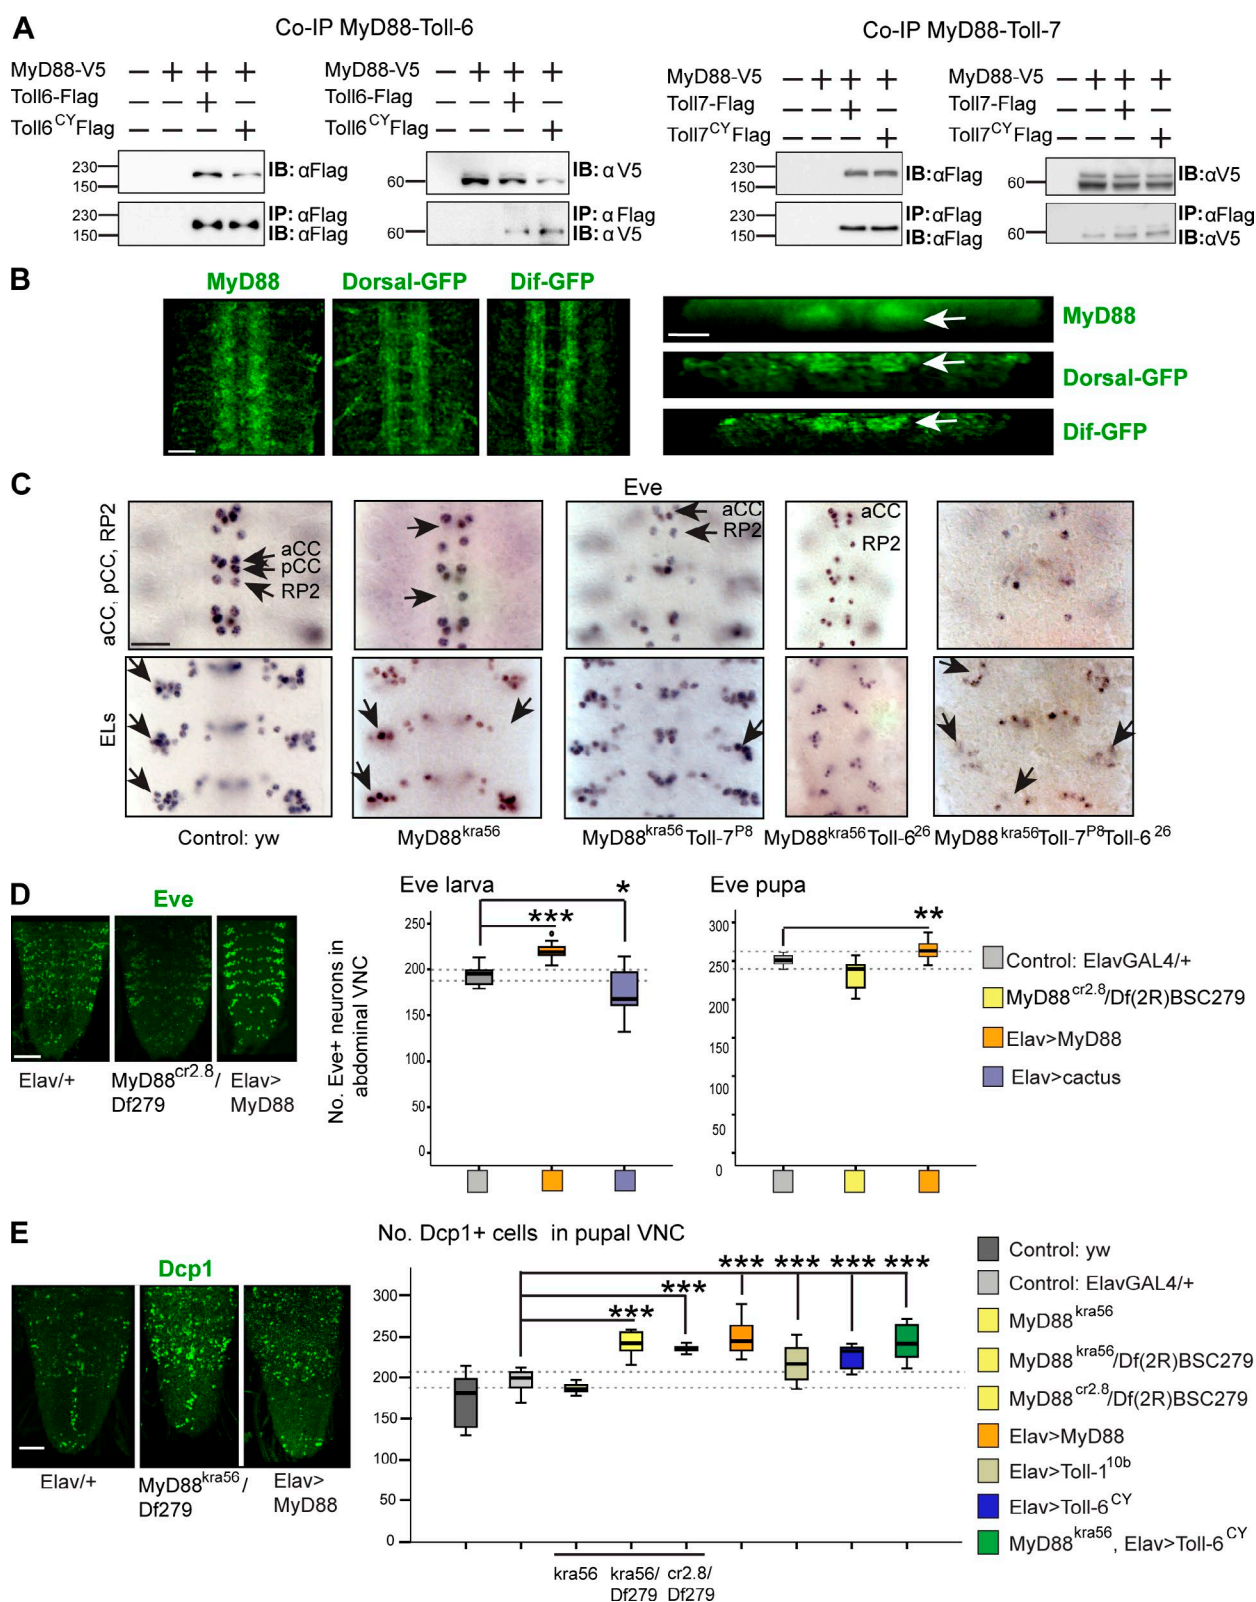 A
Co-IP MyD88-Toll-6
Co-IP MyD88-Toll-7
MyD88-V5 — + + +
Toll6-Flag — — + —
Toll6CYFlag — — — +
MyD88-V5 — + + +
Toll6-Flag — — + —
Toll6CYFlag — — — +
MyD88-V5 — + + +
Toll7-Flag — — + —
Toll7CYFlag — — — +
MyD88-V5 — + + +
Toll7-Flag — — + —
Toll7CYFlag — — — +
230
150
IB: αFlag
230
150
IP: αFlag
IB: αFlag
60
IB: αV5
60
IP: αFlag
IB: αV5
230
150
IB:αFlag
230
150
IP: αFlag
IB: αFlag
60
IB:αV5
60
IP: αFlag
IB:αV5
B
MyD88
Dorsal-GFP
Dif-GFP
MyD88
Dorsal-GFP
Dif-GFP
C
Eve
aCC, pCC, RP2
aCC
pCC
RP2
aCC
RP2
aCC
RP2
ELs
Control: yw
MyD88kra56
MyD88kra56Toll-7P8
MyD88kra56Toll-626
MyD88kra56Toll-7P8Toll-626
D
Eve
Elav/+
MyD88cr2.8/
Df279
Elav>
MyD88
Eve larva
No. Eve+ neurons in
abdominal VNC
250
200
150
100
50
0
***
*
Eve pupa
300
250
200
150
100
50
0
**
Control: ElavGAL4/+
MyD88cr2.8/Df(2R)BSC279
Elav>MyD88
Elav>cactus
E
Dcp1
Elav/+
MyD88kra56/
Df279
Elav>
MyD88
No. Dcp1+ cells in pupal VNC
300
250
200
150
100
50
0
***
***
*** *** *** ***
kra56
kra56/
Df279
cr2.8/
Df279
Control: yw
Control: ElavGAL4/+
MyD88kra56
MyD88kra56/Df(2R)BSC279
MyD88cr2.8/Df(2R)BSC279
Elav>MyD88
Elav>Toll-110b
Elav>Toll-6CY
MyD88kra56, Elav>Toll-6CY